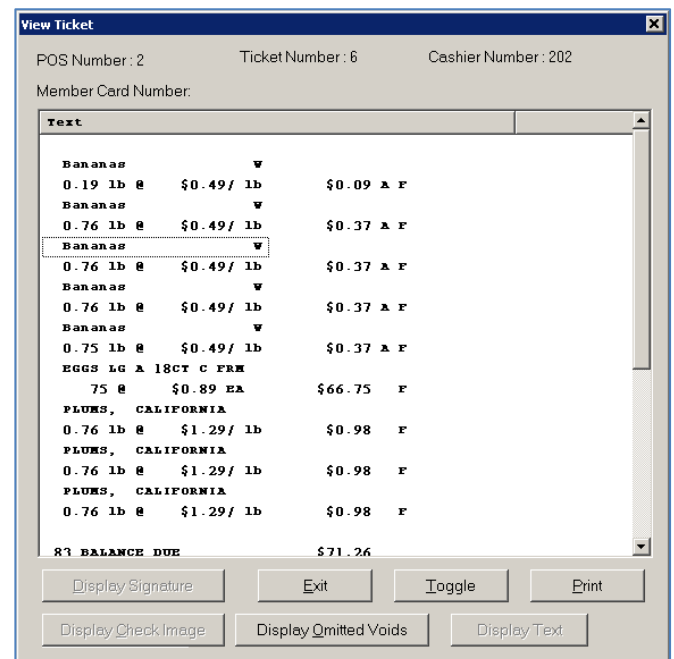 View Ticket
POS Number : 2 Ticket Number : 6 Cashier Number : 202
Member Card Number:
Text
Bananas W
0.19 lb @ $0.49/ lb $0.09 A F
Bananas W
0.76 lb @ $0.49/ lb $0.37 A F
Bananas W
0.76 lb @ $0.49/ lb $0.37 A F
Bananas W
0.76 lb @ $0.49/ lb $0.37 A F
Bananas W
0.75 lb @ $0.49/ lb $0.37 A F
EGGS LG A 18CT C FRM
75 @ $0.89 EA $66.75 F
PLUMS, CALIFORNIA
0.76 lb @ $1.29/ lb $0.98 F
PLUMS, CALIFORNIA
0.76 lb @ $1.29/ lb $0.98 F
PLUMS, CALIFORNIA
0.76 lb @ $1.29/ lb $0.98 F
83 BALANCE DUE $71.26
Display Signature Exit Toggle Print
Display Check Image Display Omitted Voids Display Text